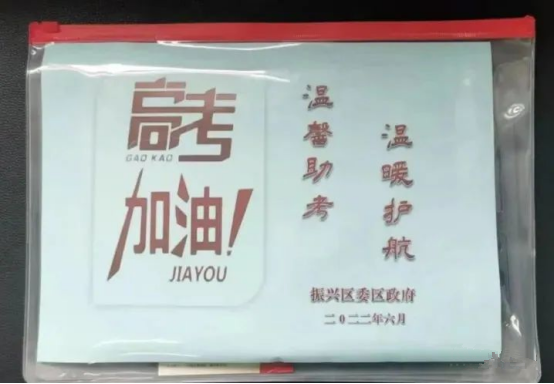 高考
GAO KAO
加油!
JIAYOU
温馨助考
温暖护航
振兴区委区政府
二0二二年六月